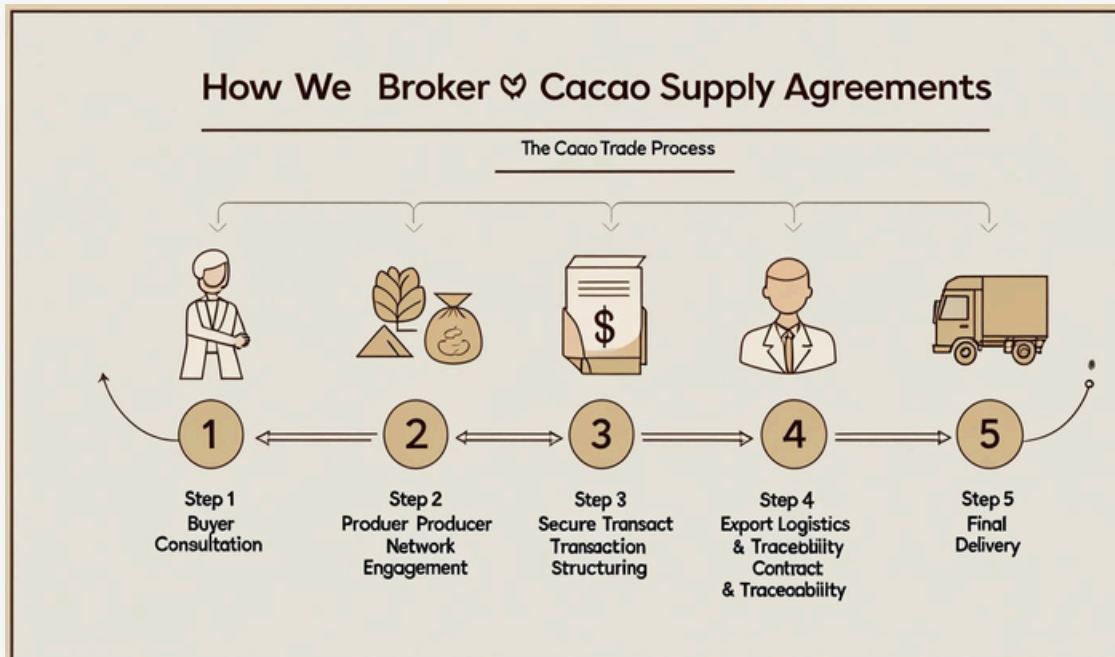 How We Broker Cacao Supply Agreements
The Caao Trade Process
$
1
2
3
4
5
Step 1
Buyer
Consultation
Step 2
Produer Producer
Network
Engagement
Step 3
Secure Transact
Transaction
Structuring
Step 4
Export Logistics
& Tracebbility
Contract
& Traceoability
Step 5
Final
Delivery